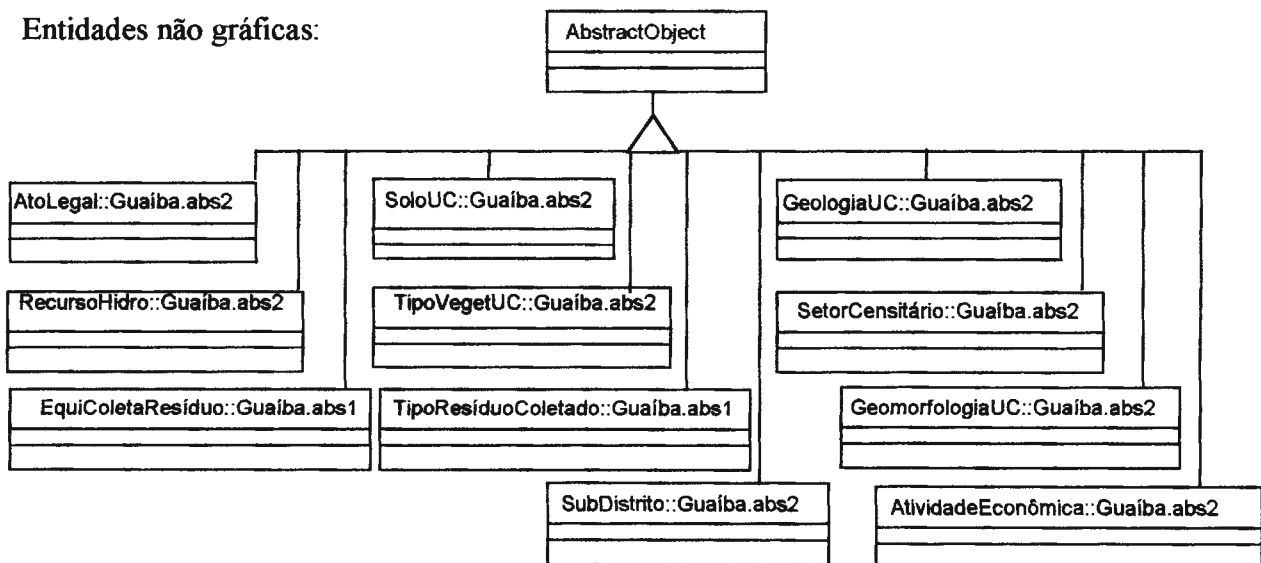 Entidades não gráficas:
AbstractObject
AtoLegal::Guaíba.abs2
SoloUC::Guaíba.abs2
GeologiaUC::Guaíba.abs2
RecursoHidro::Guaíba.abs2
TipoVegetUC::Guaíba.abs2
SetorCensitário::Guaíba.abs2
EquiColetaResíduo::Guaíba.abs1
TipoResíduoColetado::Guaíba.abs1
GeomorfologiaUC::Guaíba.abs2
SubDistrito::Guaíba.abs2
AtividadeEconômica::Guaíba.abs2